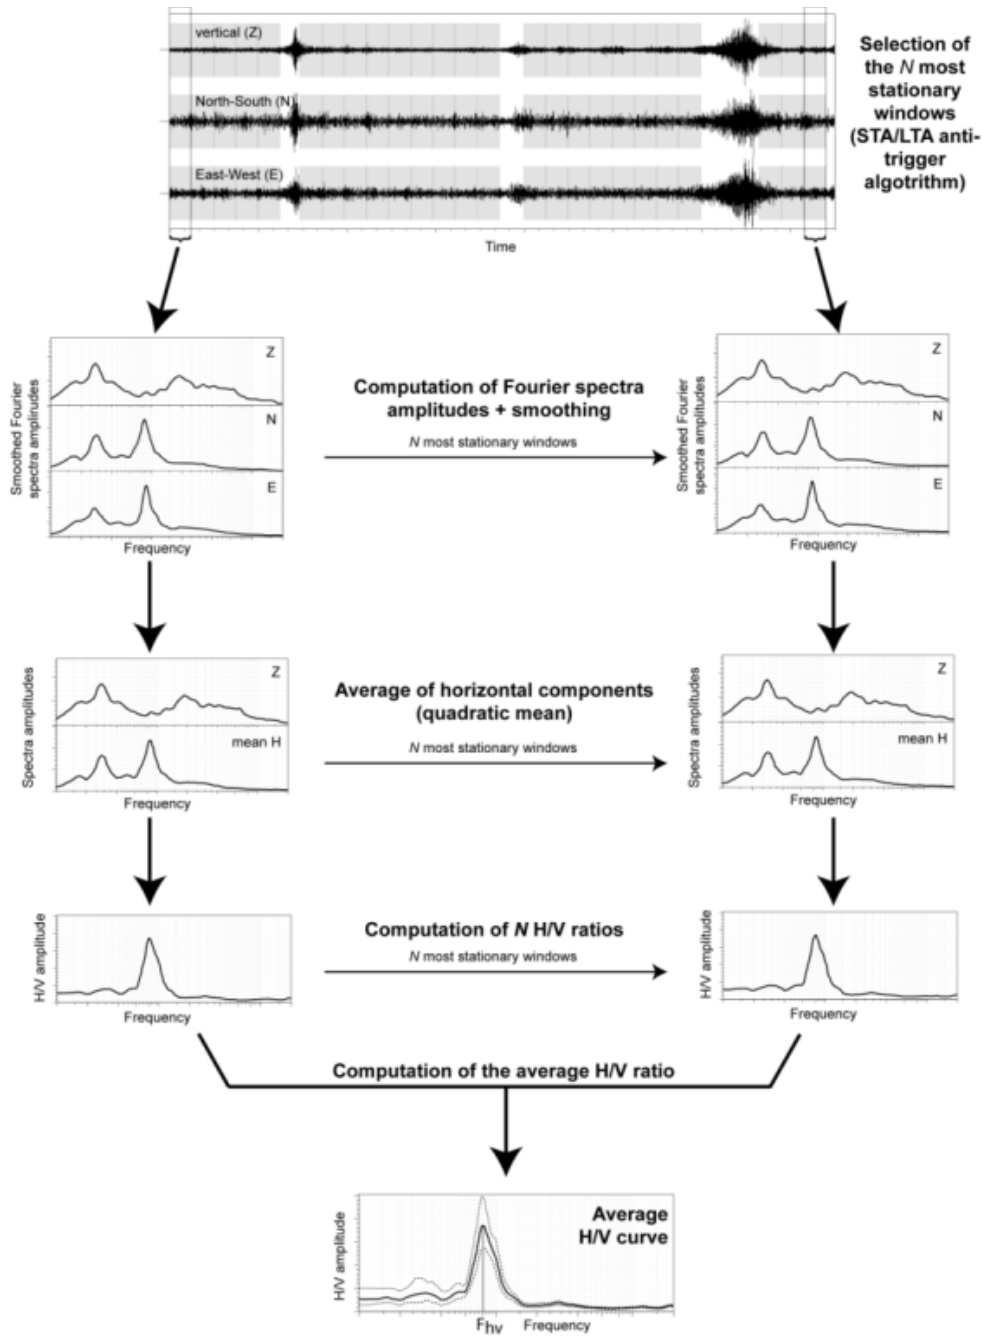 vertical (Z)
North-South (N)
East-West (E)
Time
Selection of
the N most
stationary
windows
(STA/LTA anti-
trigger
algotrithm)
Smoothed Fourier
spectra amplirudes
Z
N
E
Frequency
Computation of Fourier spectra
amplitudes + smoothing
N most stationary windows
Smoothed Fourier
spectra amplitudes
Z
N
E
Frequency
Spectra amplitudes
Z
mean H
Frequency
Average of horizontal components
(quadratic mean)
N most stationary windows
Spectra amplitudes
Z
mean H
Frequency
H/V amplitude
Frequency
Computation of N H/V ratios
N most stationary windows
H/V amplitude
Frequency
Computation of the average H/V ratio
H/V amplitude
Average
H/V curve
Fhv
Frequency